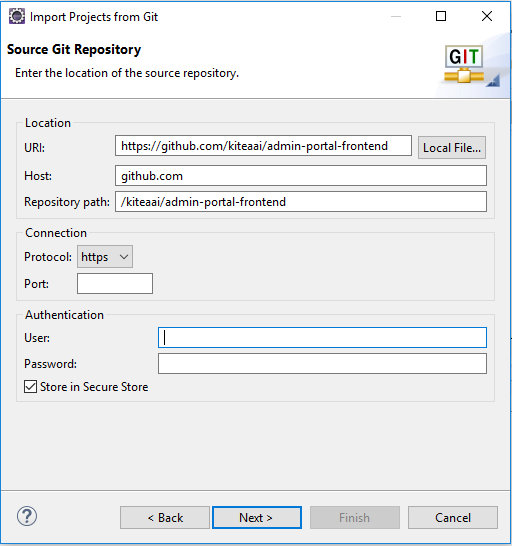 Import Projects from Git
Source Git Repository
Enter the location of the source repository.
GIT
Location
URI: https://github.com/kiteaai/admin-portal-frontend Local File...
Host: github.com
Repository path: /kiteaai/admin-portal-frontend
Connection
Protocol: https
Port:
Authentication
User:
Password:
Store in Secure Store
? < Back Next > Finish Cancel